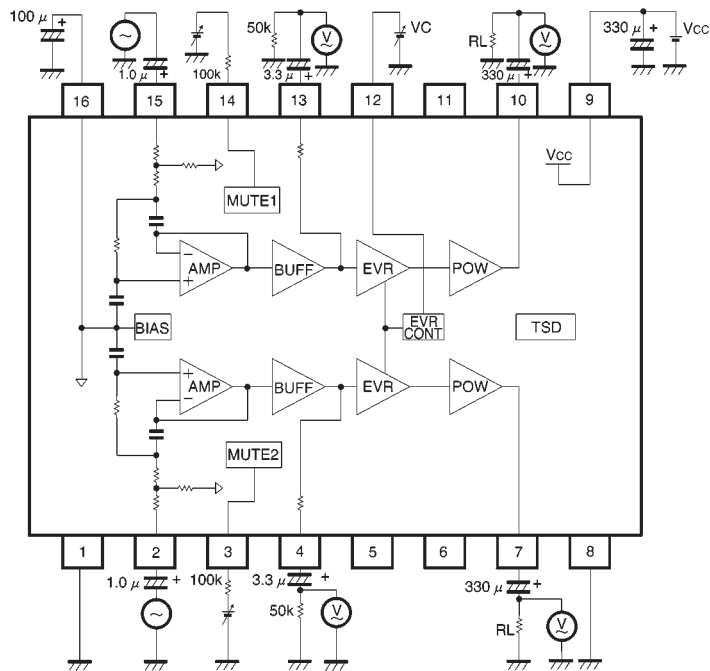 100 μ + 1.0 μ + 100k 50k 3.3 μ + V VC RL 330 μ + V 330 μ + Vcc
16 15 14 13 12 11 10 9
Vcc
MUTE1
− AMP + BUFF EVR POW
BIAS EVR CONT TSD
+ AMP − BUFF EVR POW
MUTE2
1 2 3 4 5 6 7 8
1.0 μ + 100k 3.3 μ + 330 μ +
50k V RL V